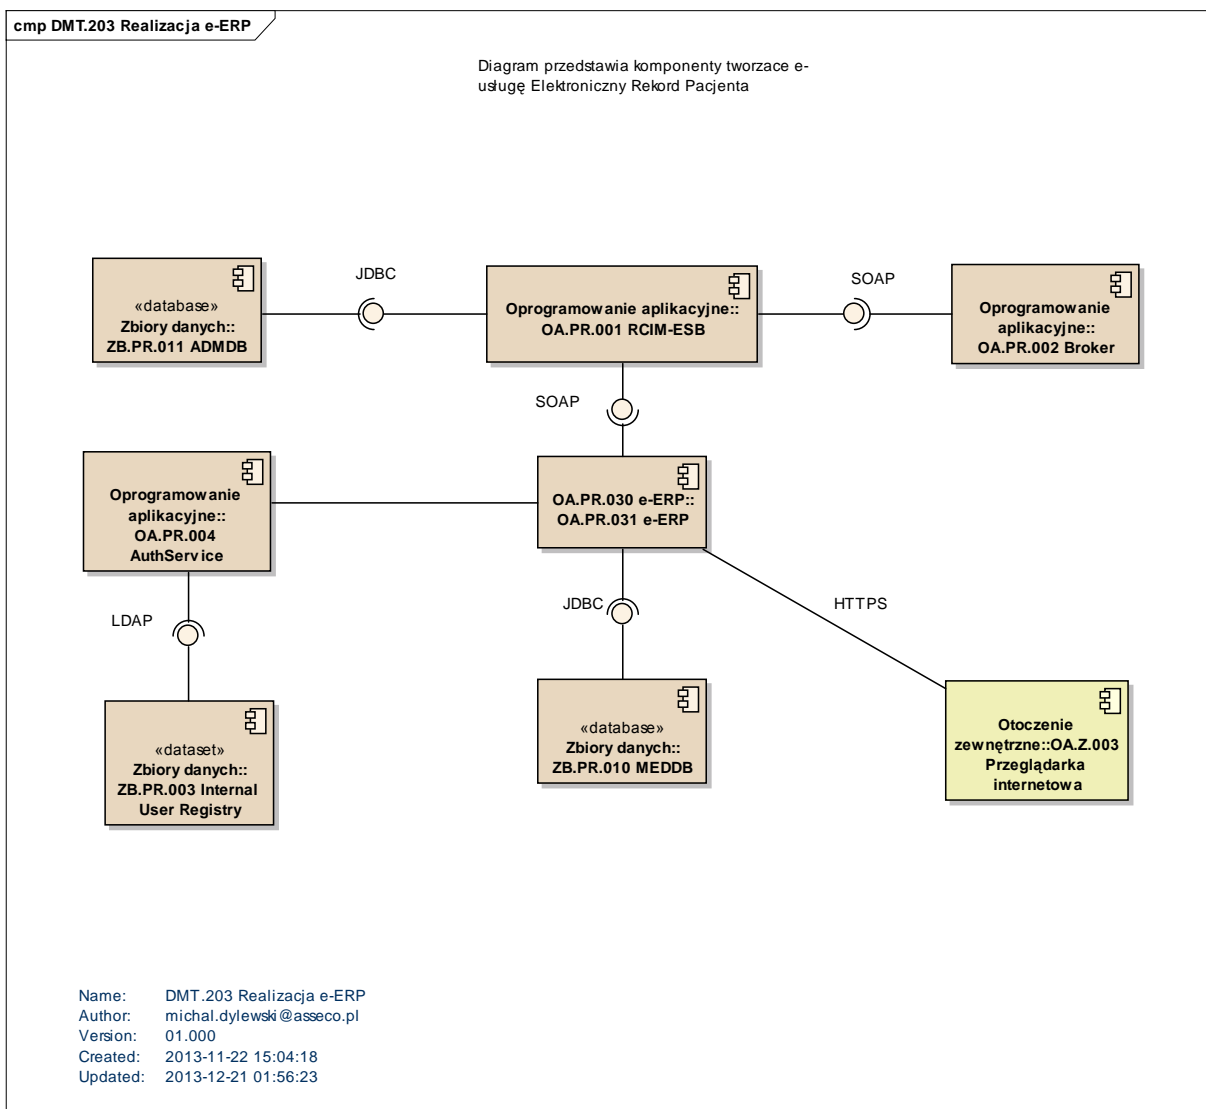 cmp DMT.203 Realizacja e-ERP
Diagram przedstawia komponenty tworzace e-
usługę Elektroniczny Rekord Pacjenta
«database»
Zbiory danych::
ZB.PR.011 ADMDB
JDBC
Oprogramowanie aplikacyjne::
OA.PR.001 RCIM-ESB
SOAP
Oprogramowanie
aplikacyjne::
OA.PR.002 Broker
SOAP
Oprogramowanie
aplikacyjne::
OA.PR.004
AuthService
OA.PR.030 e-ERP::
OA.PR.031 e-ERP
LDAP
JDBC
HTTPS
«dataset»
Zbiory danych::
ZB.PR.003 Internal
User Registry
«database»
Zbiory danych::
ZB.PR.010 MEDDB
Otoczenie
zewnętrzne::OA.Z.003
Przeglądarka
internetowa
Name: DMT.203 Realizacja e-ERP
Author: michal.dylewski@asseco.pl
Version: 01.000
Created: 2013-11-22 15:04:18
Updated: 2013-12-21 01:56:23